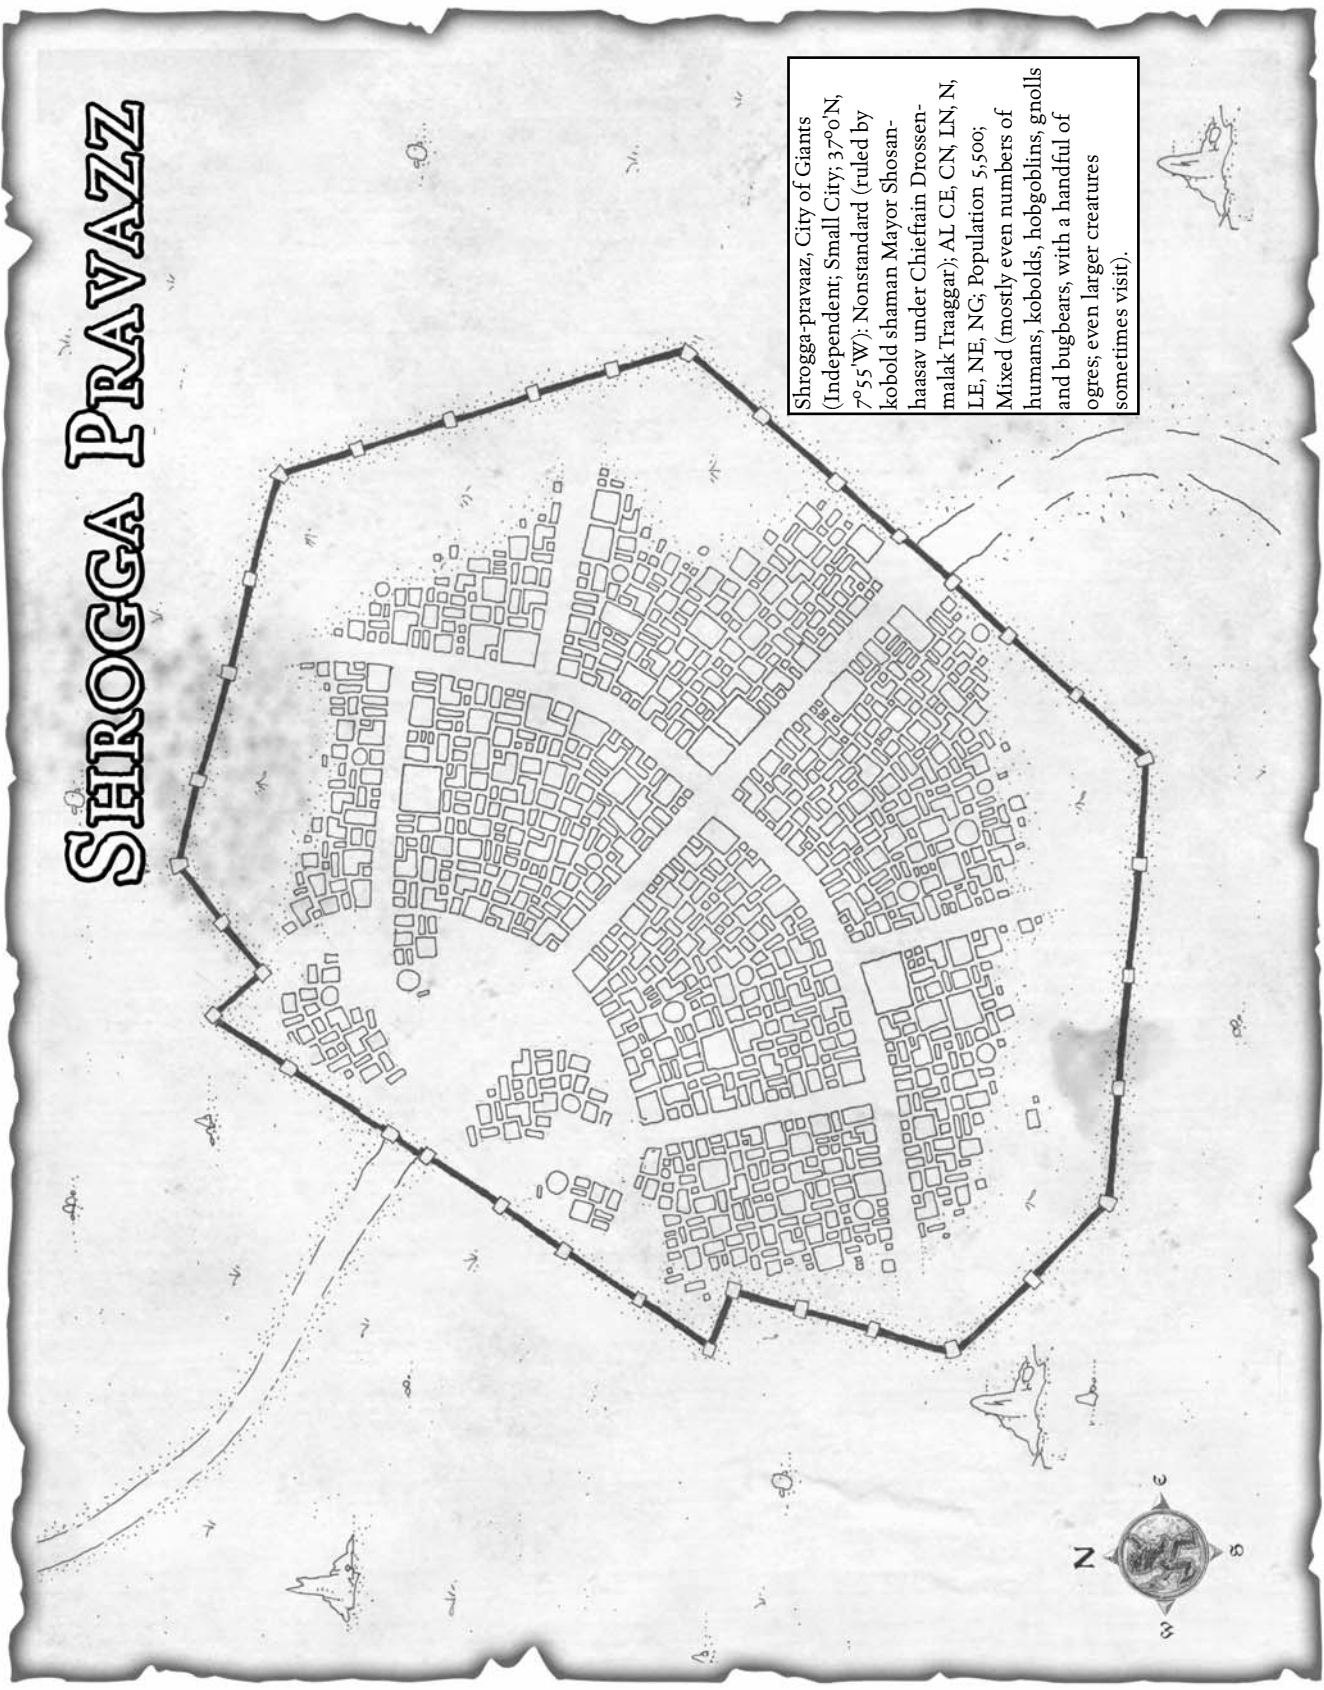 SHROGGA PRAVAZZ
Shrogga-pravaaz, City of Giants
(Independent; Small City; 37°0'N,
7°55'W): Nonstandard (ruled by
kobold shaman Mayor Shosan-
haasav under Chieftain Drossen-
malak Traaggar); AL CE, CN, LN, N,
LE, NE, NG; Population 5,500;
Mixed (mostly even numbers of
humans, kobolds, hobgoblins, gnolls
and bugbears, with a handful of
ogres; even larger creatures
sometimes visit).
N
W
E
S